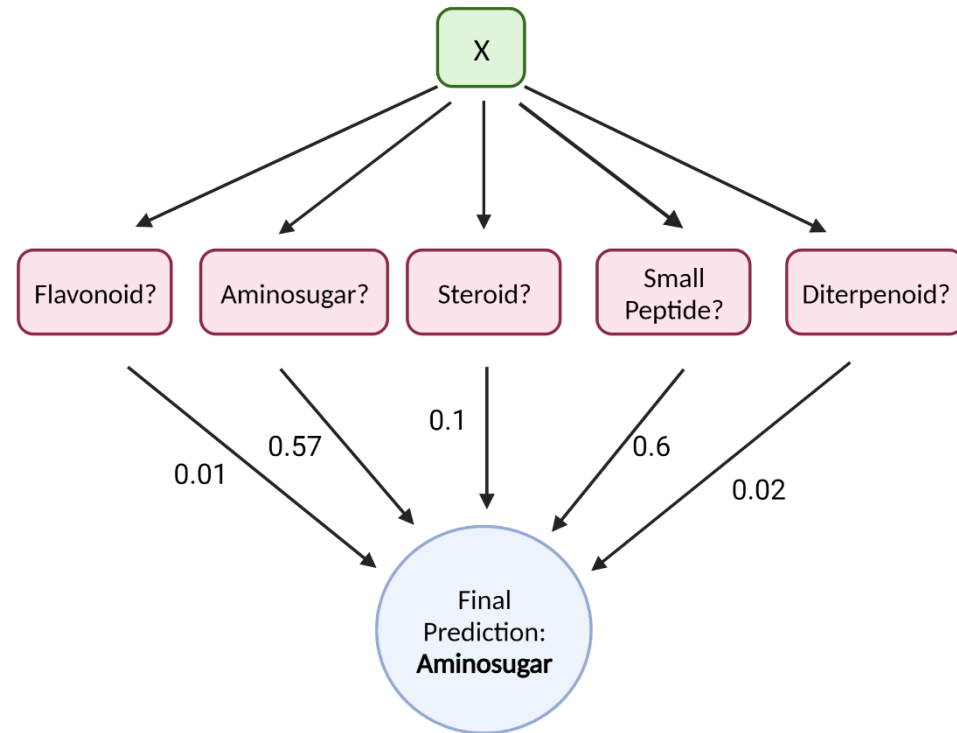 X
Flavonoid?
Aminosugar?
Steroid?
Small
Peptide?
Diterpenoid?
0.01
0.57
0.1
0.6
0.02
Final
Prediction:
Aminosugar